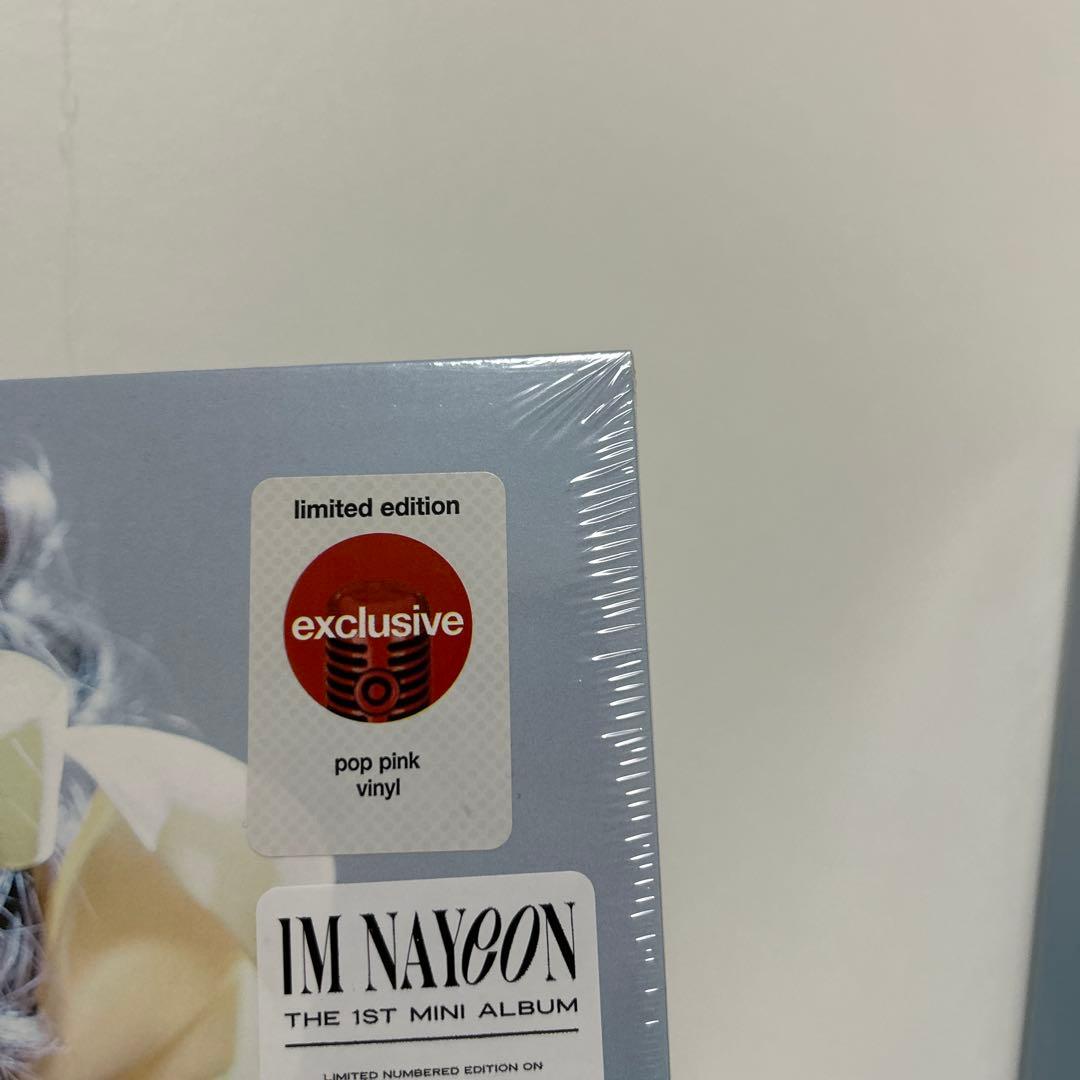 limited edition
exclusive
pop pink
vinyl
IM NAYEON
THE 1ST MINI ALBUM
LIMITED NUMBERED EDITION ON